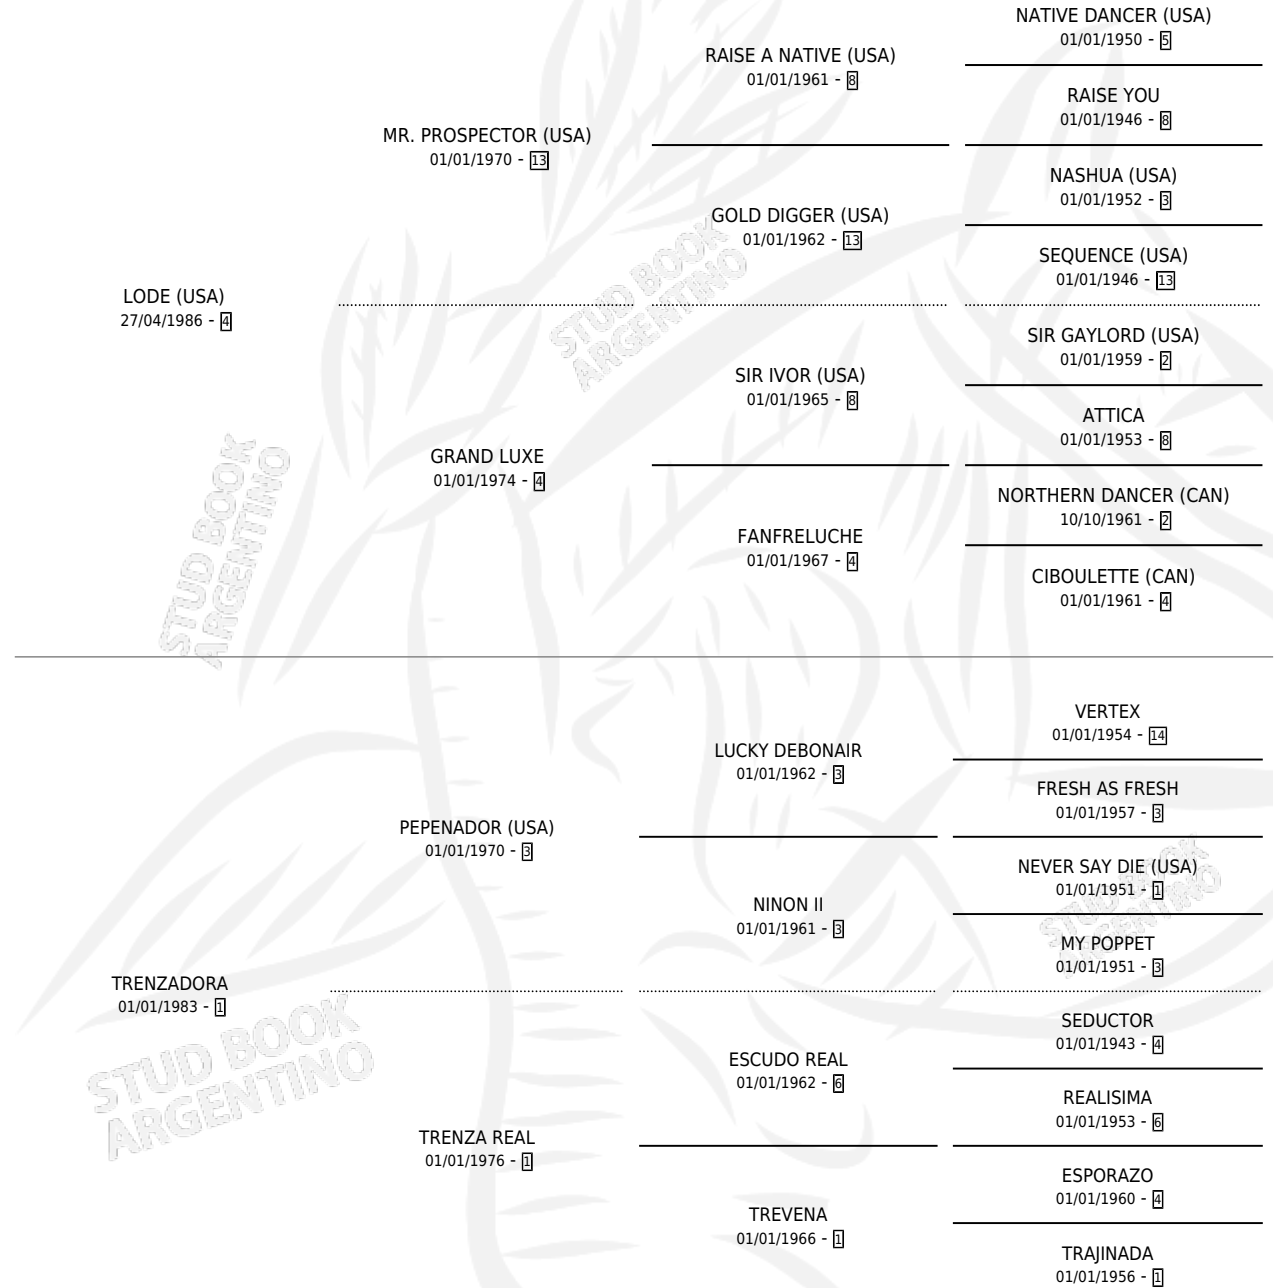 NATIVE DANCER (USA)
01/01/1950 - 5
RAISE A NATIVE (USA)
01/01/1961 - 8
RAISE YOU
01/01/1946 - 8
MR. PROSPECTOR (USA)
01/01/1970 - 13
NASHUA (USA)
01/01/1952 - 3
GOLD DIGGER (USA)
01/01/1962 - 13
SEQUENCE (USA)
01/01/1946 - 13
LODE (USA)
27/04/1986 - 4
STUD BOOK
ARGENTINO
SIR GAYLORD (USA)
01/01/1959 - 2
SIR IVOR (USA)
01/01/1965 - 8
ATTICA
01/01/1953 - 8
GRAND LUXE
01/01/1974 - 4
NORTHERN DANCER (CAN)
10/10/1961 - 2
FANFRELUCHE
01/01/1967 - 4
CIBOULETTE (CAN)
01/01/1961 - 4
STUD BOOK
ARGENTINO
VERTEX
01/01/1954 - 14
LUCKY DEBONAIR
01/01/1962 - 3
FRESH AS FRESH
01/01/1957 - 3
PEPENADOR (USA)
01/01/1970 - 3
NEVER SAY DIE (USA)
01/01/1951 - 1
NINON II
01/01/1961 - 3
MY POPPET
01/01/1951 - 3
STUD BOOK
ARGENTINO
TRENZADORA
01/01/1983 - 1
SEDUCTOR
01/01/1943 - 4
ESCUDO REAL
01/01/1962 - 6
REALISIMA
01/01/1953 - 6
STUD BOOK
ARGENTINO
TRENZA REAL
01/01/1976 - 1
ESPORAZO
01/01/1960 - 4
TREVENA
01/01/1966 - 1
TRAJINADA
01/01/1956 - 1